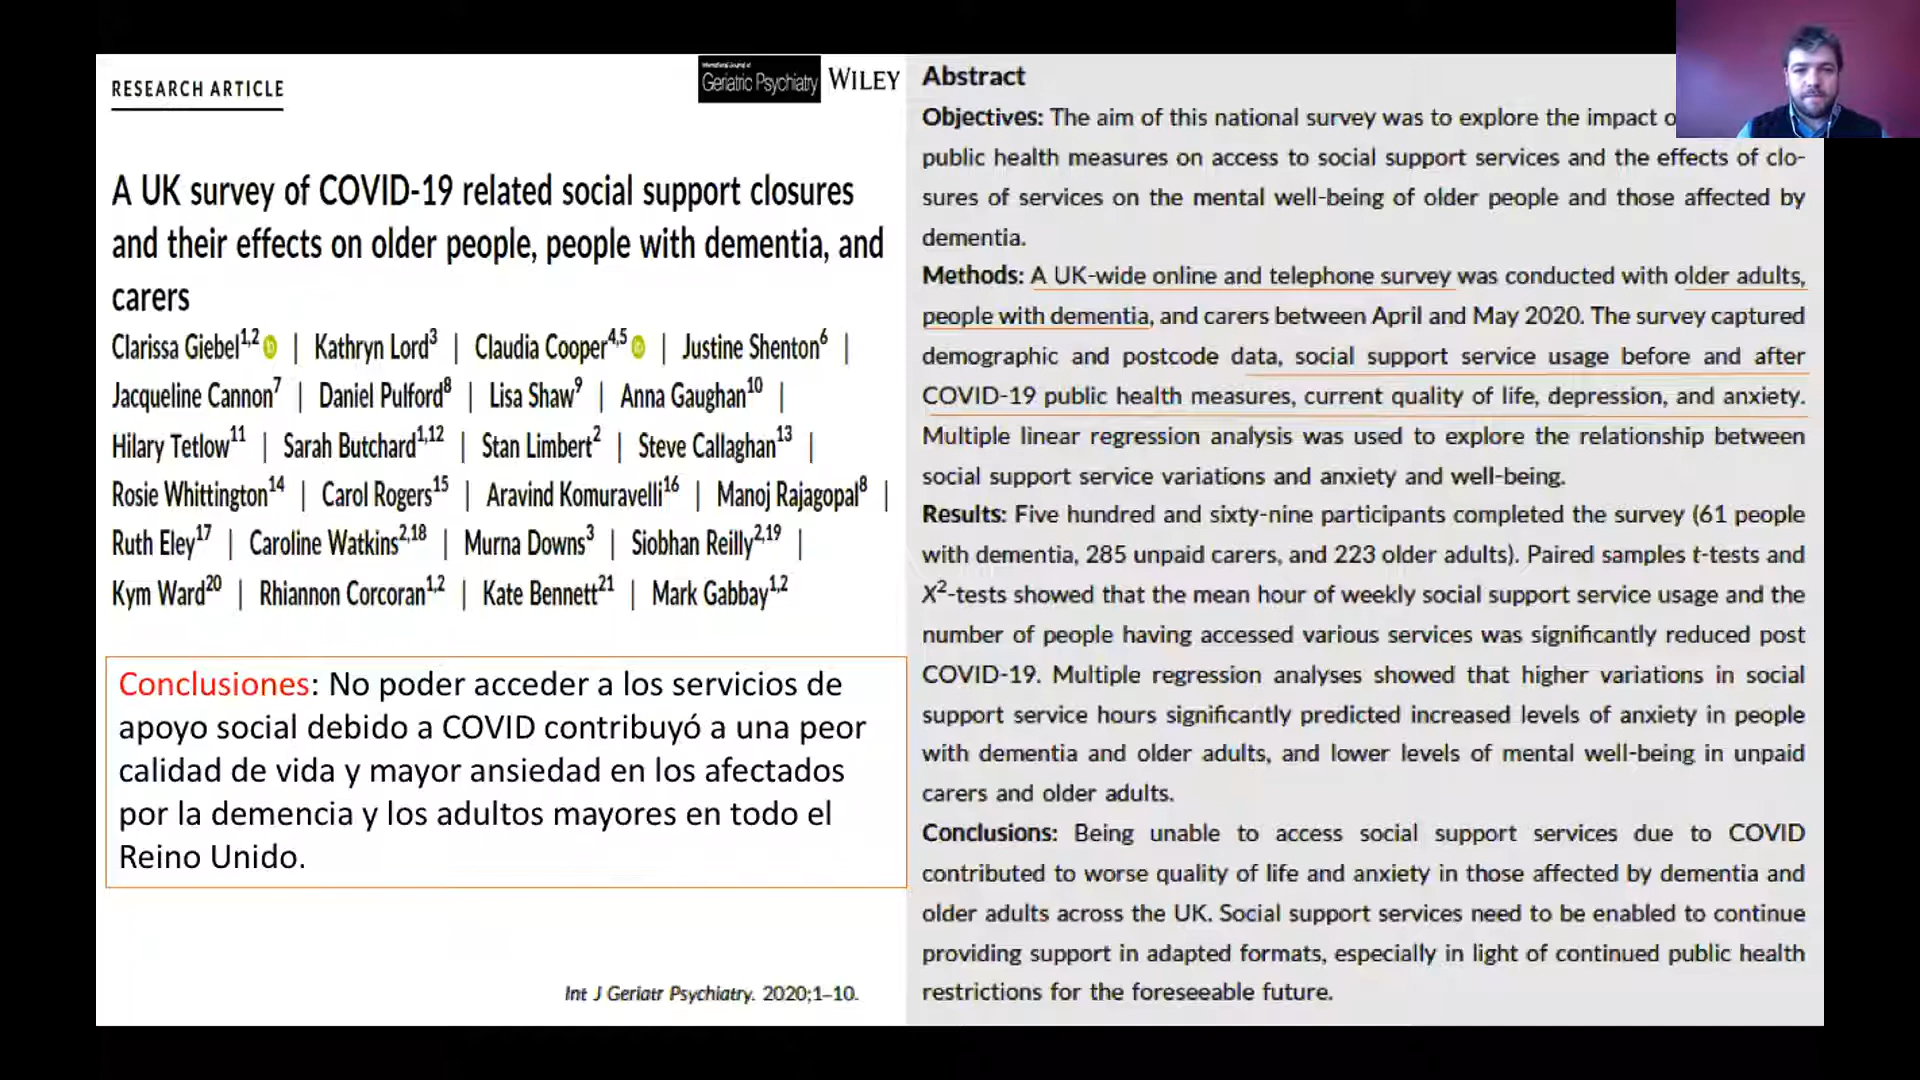 RESEARCH ARTICLE
International Journal of
Geriatric Psychiatry WILEY
A UK survey of COVID-19 related social support closures
and their effects on older people, people with dementia, and
carers
Clarissa Giebel1,2 | Kathryn Lord3 | Claudia Cooper4,5 | Justine Shenton6 |
Jacqueline Cannon7 | Daniel Pulford8 | Lisa Shaw9 | Anna Gaughan10 |
Hilary Tetlow11 | Sarah Butchard1,12 | Stan Limbert2 | Steve Callaghan13 |
Rosie Whittington14 | Carol Rogers15 | Aravind Komuravelli16 | Manoj Rajagopal8 |
Ruth Eley17 | Caroline Watkins2,18 | Murna Downs3 | Siobhan Reilly2,19 |
Kym Ward20 | Rhiannon Corcoran1,2 | Kate Bennett21 | Mark Gabbay1,2
Conclusiones: No poder acceder a los servicios de
apoyo social debido a COVID contribuyó a una peor
calidad de vida y mayor ansiedad en los afectados
por la demencia y los adultos mayores en todo el
Reino Unido.
Int J Geriatr Psychiatry. 2020;1–10.
Abstract
Objectives: The aim of this national survey was to explore the impact
public health measures on access to social support services and the effects of clo-
sures of services on the mental well-being of older people and those affected by
dementia.
Methods: A UK-wide online and telephone survey was conducted with older adults,
people with dementia, and carers between April and May 2020. The survey captured
demographic and postcode data, social support service usage before and after
COVID-19 public health measures, current quality of life, depression, and anxiety.
Multiple linear regression analysis was used to explore the relationship between
social support service variations and anxiety and well-being.
Results: Five hundred and sixty-nine participants completed the survey (61 people
with dementia, 285 unpaid carers, and 223 older adults). Paired samples t-tests and
X2-tests showed that the mean hour of weekly social support service usage and the
number of people having accessed various services was significantly reduced post
COVID-19. Multiple regression analyses showed that higher variations in social
support service hours significantly predicted increased levels of anxiety in people
with dementia and older adults, and lower levels of mental well-being in unpaid
carers and older adults.
Conclusions: Being unable to access social support services due to COVID
contributed to worse quality of life and anxiety in those affected by dementia and
older adults across the UK. Social support services need to be enabled to continue
providing support in adapted formats, especially in light of continued public health
restrictions for the foreseeable future.